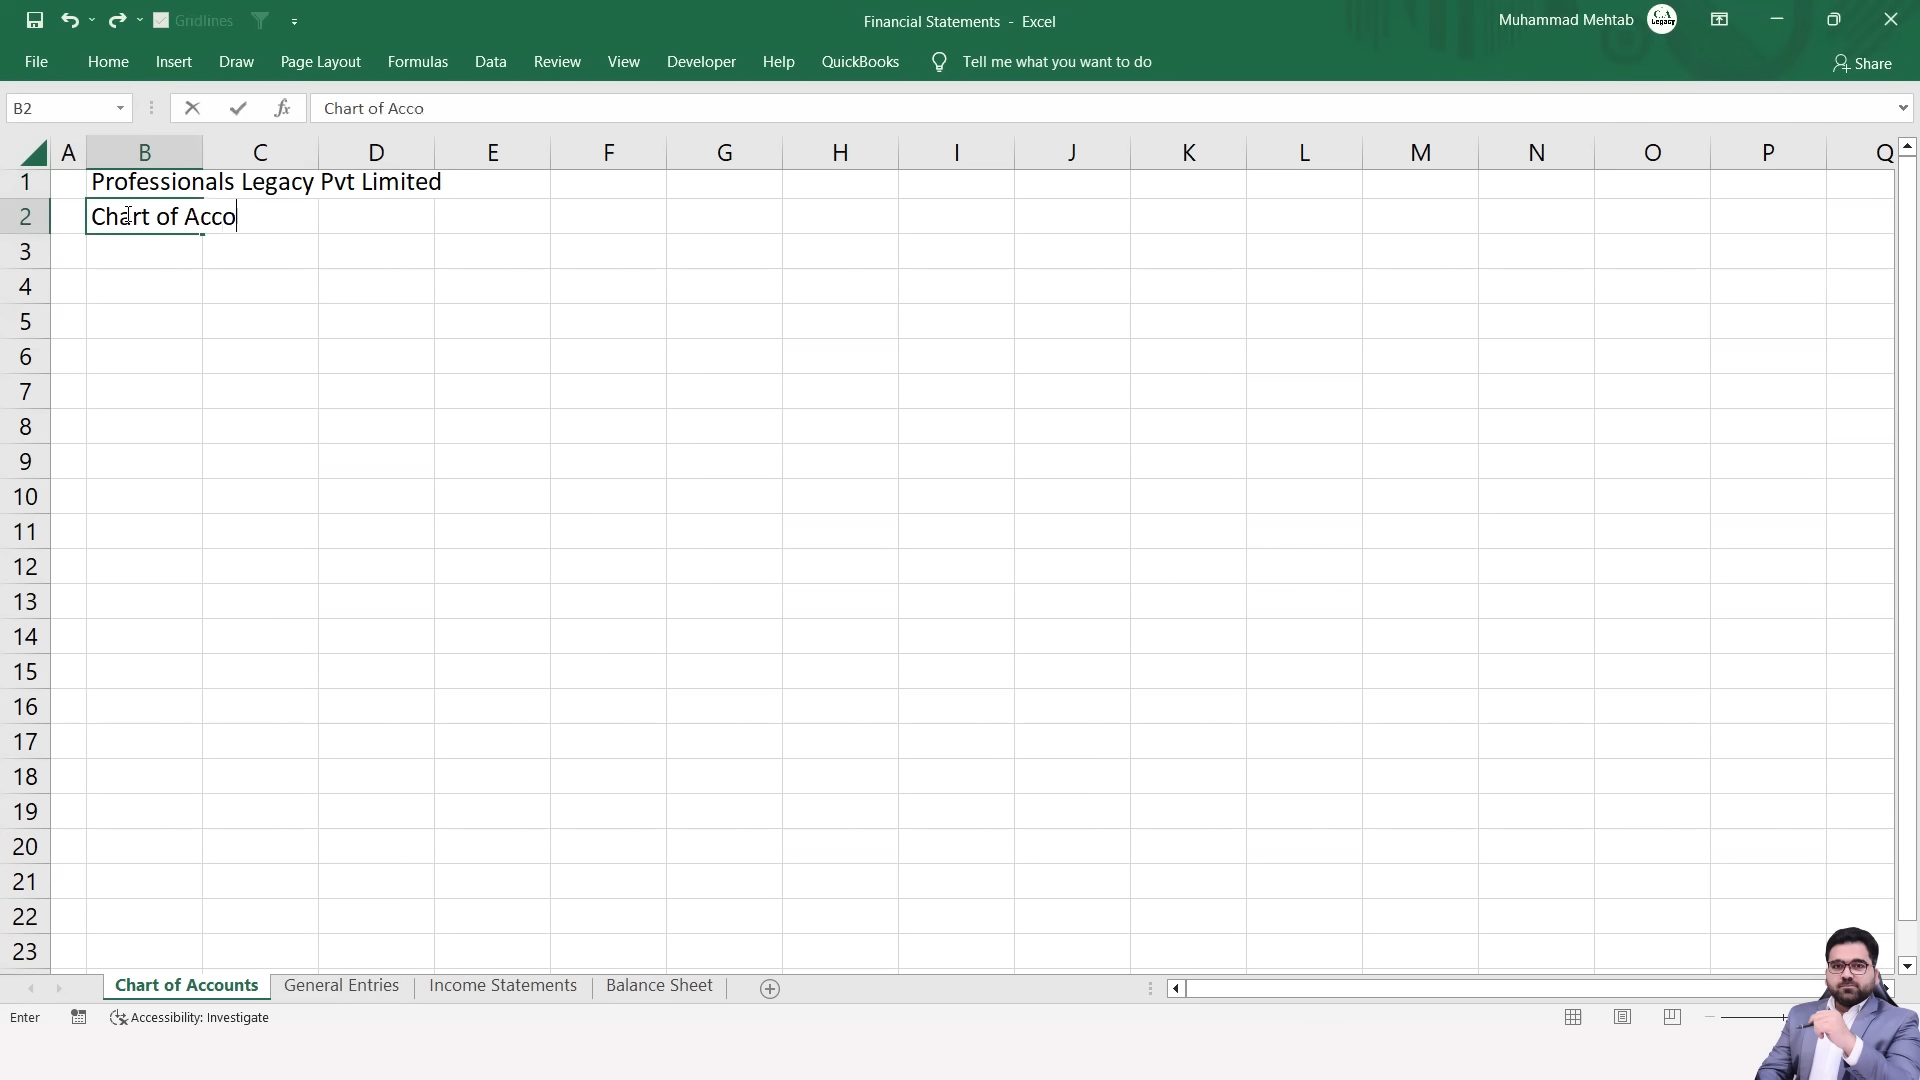 Gridlines
Financial Statements - Excel
Muhammad Mehtab
C.A
Legacy
File Home Insert Draw Page Layout Formulas Data Review View Developer Help QuickBooks Tell me what you want to do
Share
B2
fx
Chart of Acco
A B C D E F G H I J K L M N O P Q
1 Professionals Legacy Pvt Limited
2 Chart of Acco
3
4
5
6
7
8
9
10
11
12
13
14
15
16
17
18
19
20
21
22
23
Chart of Accounts General Entries Income Statements Balance Sheet
Enter
Accessibility: Investigate